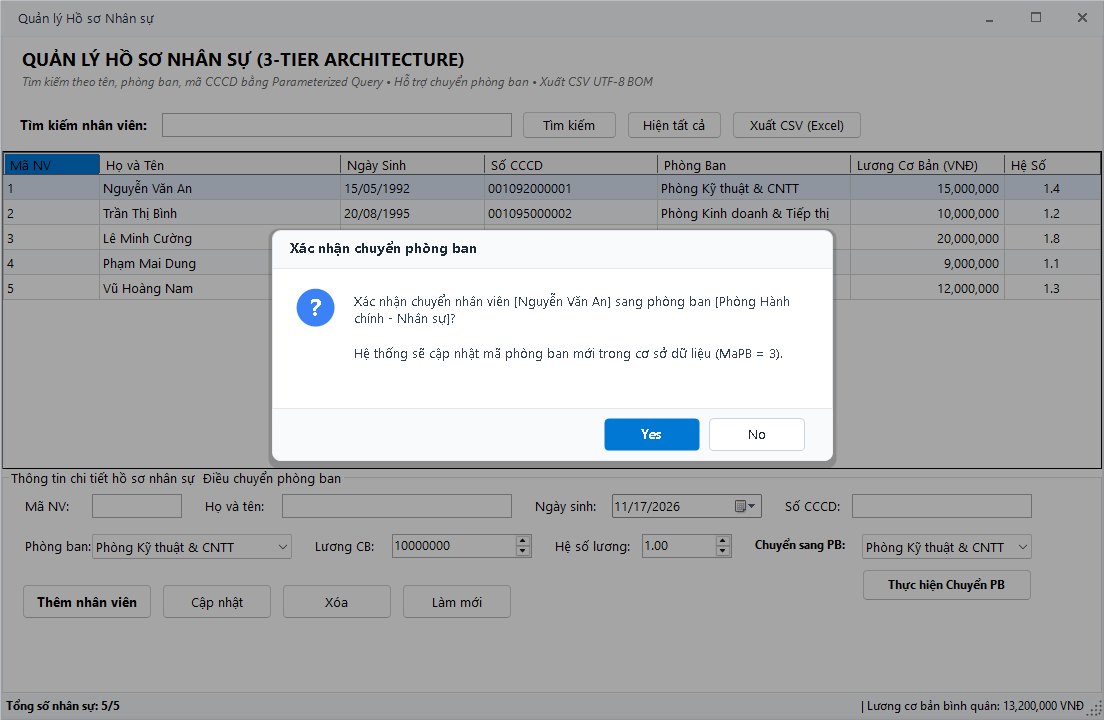 Quản lý Hồ sơ Nhân sự
QUẢN LÝ HỒ SƠ NHÂN SỰ (3-TIER ARCHITECTURE)
Tìm kiếm theo tên, phòng ban, mã CCCD bằng Parameterized Query • Hỗ trợ chuyển phòng ban • Xuất CSV UTF-8 BOM
Tìm kiếm nhân viên: Tìm kiếm Hiện tất cả Xuất CSV (Excel)
Mã NV Họ và Tên Ngày Sinh Số CCCD Phòng Ban Lương Cơ Bản (VNĐ) Hệ Số
1 Nguyễn Văn An 15/05/1992 001092000001 Phòng Kỹ thuật & CNTT 15,000,000 1.4
2 Trần Thị Bình 20/08/1995 001095000002 Phòng Kinh doanh & Tiếp thị 10,000,000 1.2
3 Lê Minh Cường 20,000,000 1.8
4 Phạm Mai Dung 9,000,000 1.1
5 Vũ Hoàng Nam 12,000,000 1.3
Xác nhận chuyển phòng ban
?
Xác nhận chuyển nhân viên [Nguyễn Văn An] sang phòng ban [Phòng Hành
chính - Nhân sự]?
Hệ thống sẽ cập nhật mã phòng ban mới trong cơ sở dữ liệu (MaPB = 3).
Yes No
Thông tin chi tiết hồ sơ nhân sự Điều chuyển phòng ban
Mã NV: Họ và tên: Ngày sinh: 11/17/2026 Số CCCD:
Phòng ban: Phòng Kỹ thuật & CNTT Lương CB: 10000000 Hệ số lương: 1.00 Chuyển sang PB: Phòng Kỹ thuật & CNTT
Thực hiện Chuyển PB
Thêm nhân viên Cập nhật Xóa Làm mới
Tổng số nhân sự: 5/5 | Lương cơ bản bình quân: 13,200,000 VNĐ